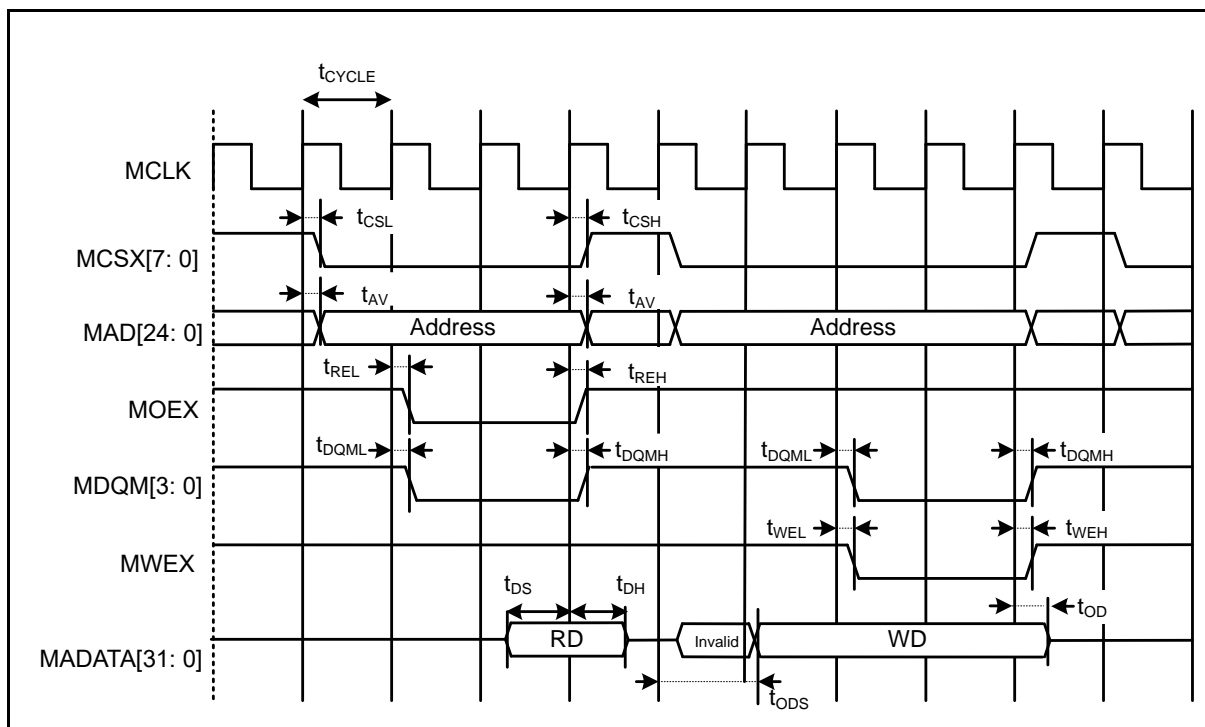 tCYCLE
MCLK
tCSL tCSH
MCSX[7: 0]
tAV tAV
MAD[24: 0] Address Address
tREL tREH
MOEX
tDQML tDQMH tDQML tDQMH
MDQM[3: 0]
tWEL tWEH
MWEX
tDS tDH tOD
RD Invalid WD
MADATA[31: 0]
tODS